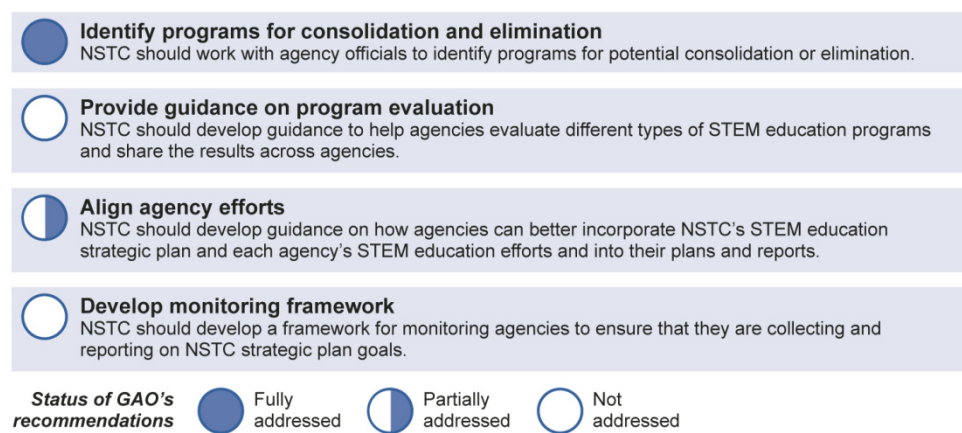 Identify programs for consolidation and elimination
NSTC should work with agency officials to identify programs for potential consolidation or elimination.
Provide guidance on program evaluation
NSTC should develop guidance to help agencies evaluate different types of STEM education programs
and share the results across agencies.
Align agency efforts
NSTC should develop guidance on how agencies can better incorporate NSTC’s STEM education
strategic plan and each agency’s STEM education efforts and into their plans and reports.
Develop monitoring framework
NSTC should develop a framework for monitoring agencies to ensure that they are collecting and
reporting on NSTC strategic plan goals.
Status of GAO’s
recommendations
Fully
addressed
Partially
addressed
Not
addressed